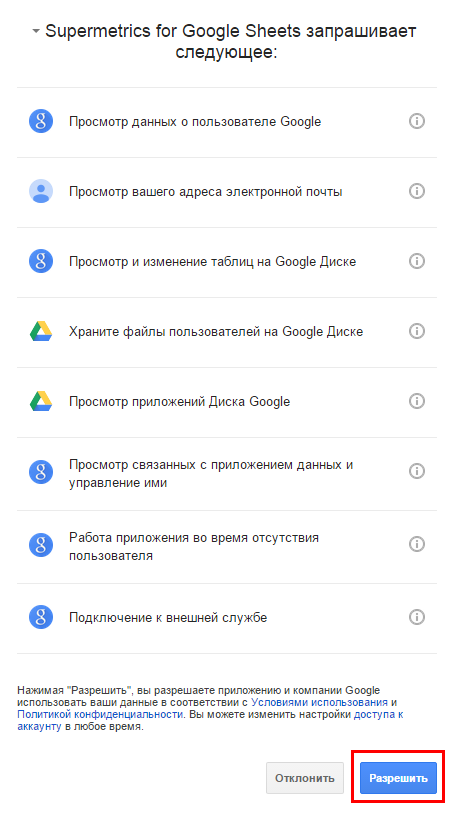 Supermetrics for Google Sheets запрашивает
следующее:
Просмотр данных о пользователе Google
Просмотр вашего адреса электронной почты
Просмотр и изменение таблиц на Google Диске
Храните файлы пользователей на Google Диске
Просмотр приложений Диска Google
Просмотр связанных с приложением данных и
управление ими
Работа приложения во время отсутствия
пользователя
Подключение к внешней службе
Нажимая "Разрешить", вы разрешаете приложению и компании Google
использовать ваши данные в соответствии с Условиями использования и
Политикой конфиденциальности. Вы можете изменить настройки доступа к
аккаунту в любое время.
Отклонить Разрешить